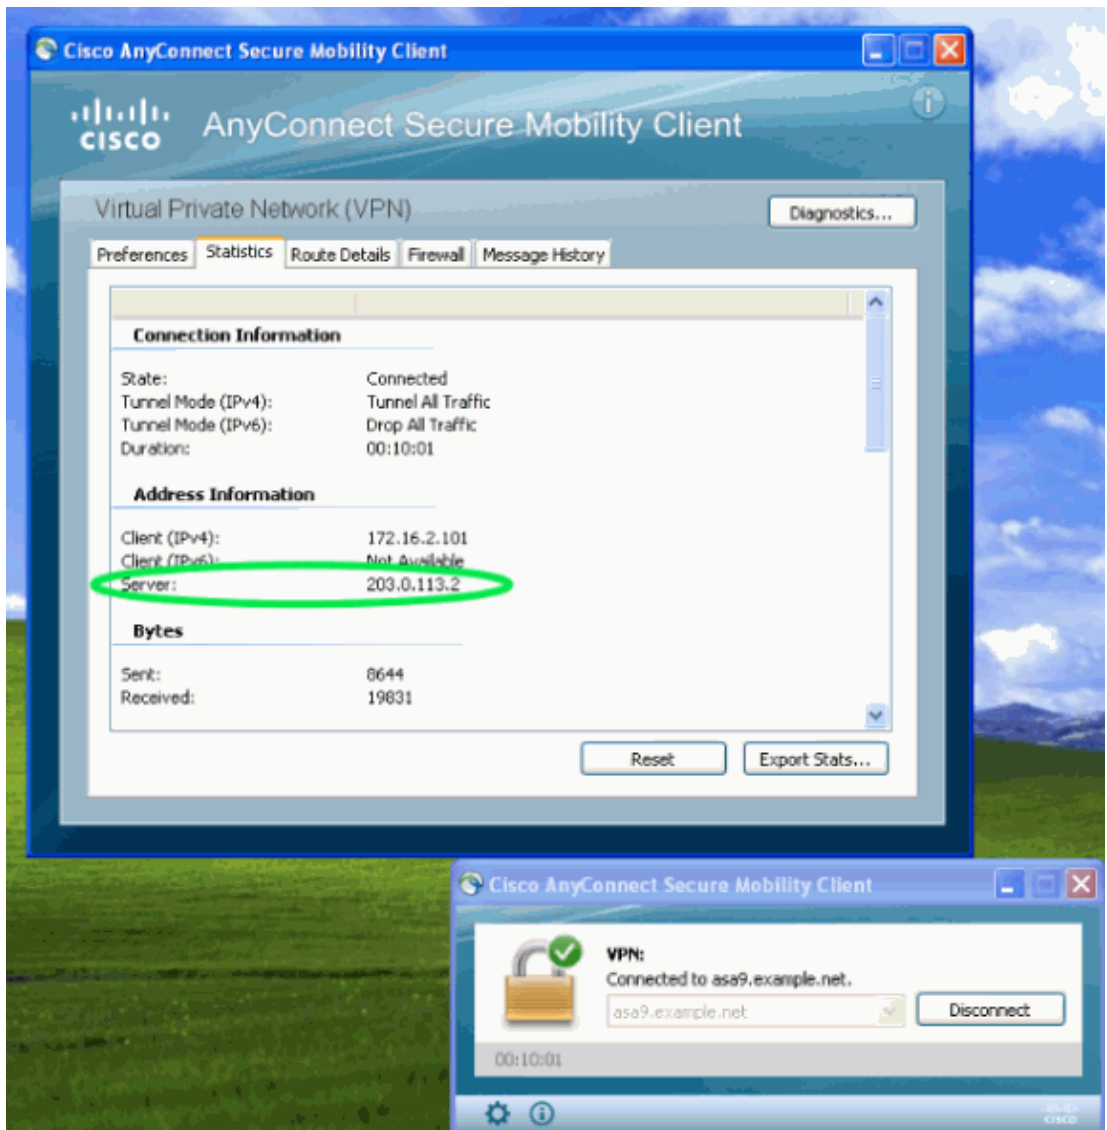 Cisco AnyConnect Secure Mobility Client
CISCO AnyConnect Secure Mobility Client
Virtual Private Network (VPN)
Diagnostics...
Preferences Statistics Route Details Firewall Message History
Connection Information
State: Connected
Tunnel Mode (IPv4): Tunnel All Traffic
Tunnel Mode (IPv6): Drop All Traffic
Duration: 00:10:01
Address Information
Client (IPv4): 172.16.2.101
Client (IPv6): Not Available
Server: 203.0.113.2
Bytes
Sent: 8644
Received: 19831
Reset Export Stats...
Cisco AnyConnect Secure Mobility Client
VPN:
Connected to asa9.example.net.
asa9.example.net Disconnect
00:10:01
CISCO